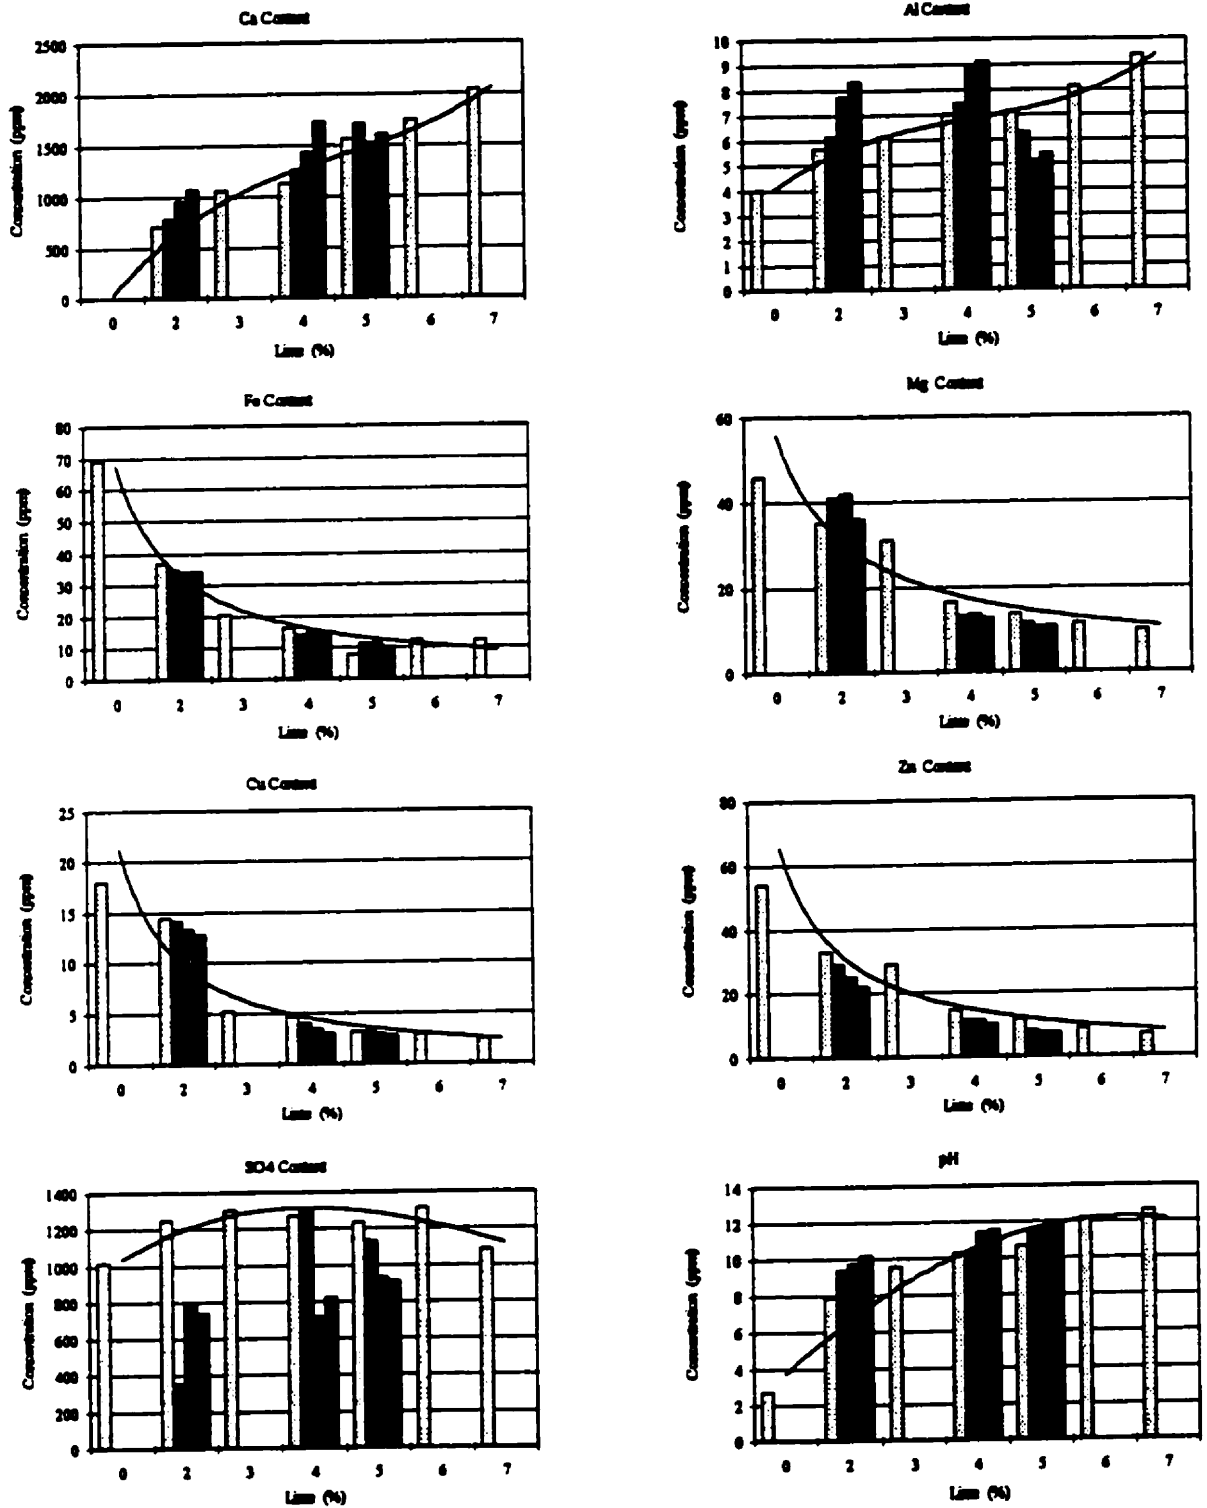 Ca Content
2500
2000
1500
1000
500
0
Concentration (ppm)
0 2 3 4 5 6 7
Lime (%)
Al Content
10
9
8
7
6
5
4
3
2
1
0
Concentration (ppm)
0 2 3 4 5 6 7
Lime (%)
Fe Content
80
70
60
50
40
30
20
10
0
Concentration (ppm)
0 2 3 4 5 6 7
Lime (%)
Mg Content
60
40
20
0
Concentration (ppm)
0 2 3 4 5 6 7
Lime (%)
Cu Content
25
20
15
10
5
0
Concentration (ppm)
0 2 3 4 5 6 7
Lime (%)
Zn Content
80
60
40
20
0
Concentration (ppm)
0 2 3 4 5 6 7
Lime (%)
SO4 Content
1400
1200
1000
800
600
400
200
0
Concentration (ppm)
0 2 3 4 5 6 7
Lime (%)
pH
14
12
10
8
6
4
2
0
Concentration (ppm)
0 2 3 4 5 6 7
Lime (%)